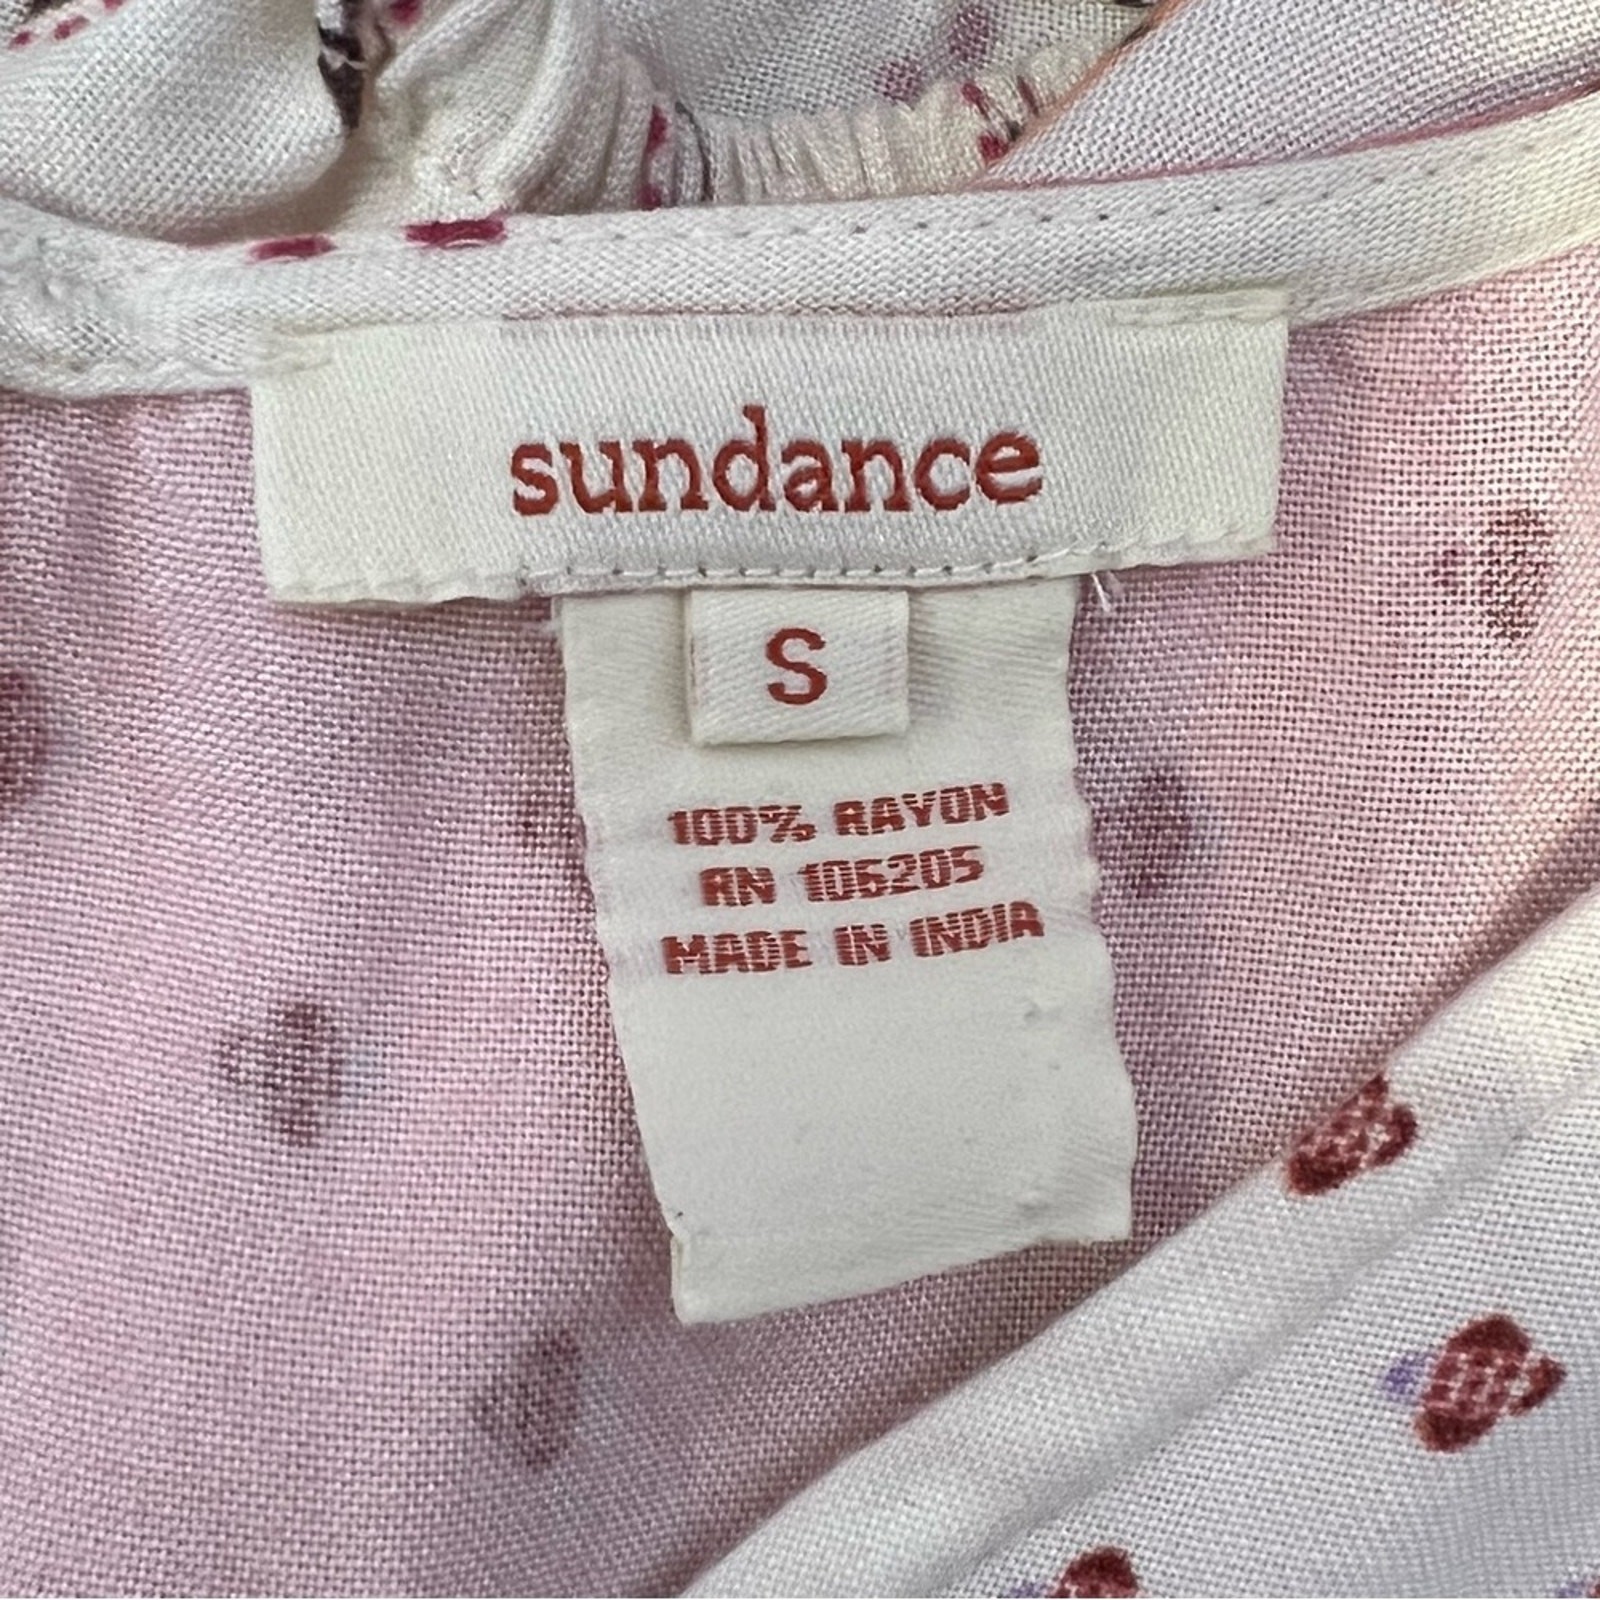 sundance
S
100% RAYON
RN 106205
MADE IN INDIA